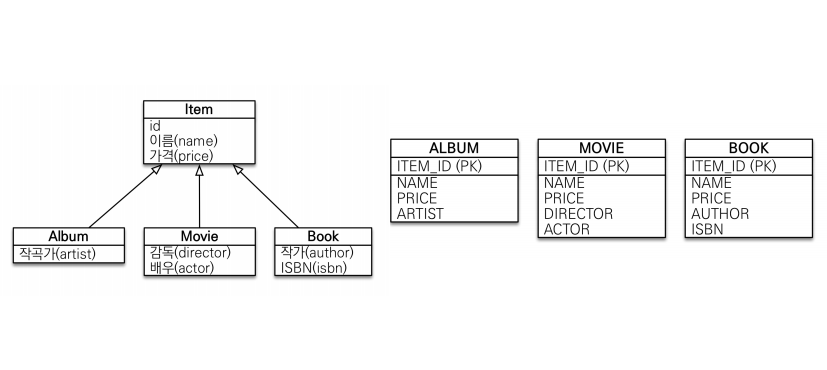 Item
id
이름(name)
가격(price)
Album
작곡가(artist)
Movie
감독(director)
배우(actor)
Book
작가(author)
ISBN(isbn)
ALBUM
ITEM_ID (PK)
NAME
PRICE
ARTIST
MOVIE
ITEM_ID (PK)
NAME
PRICE
DIRECTOR
ACTOR
BOOK
ITEM_ID (PK)
NAME
PRICE
AUTHOR
ISBN